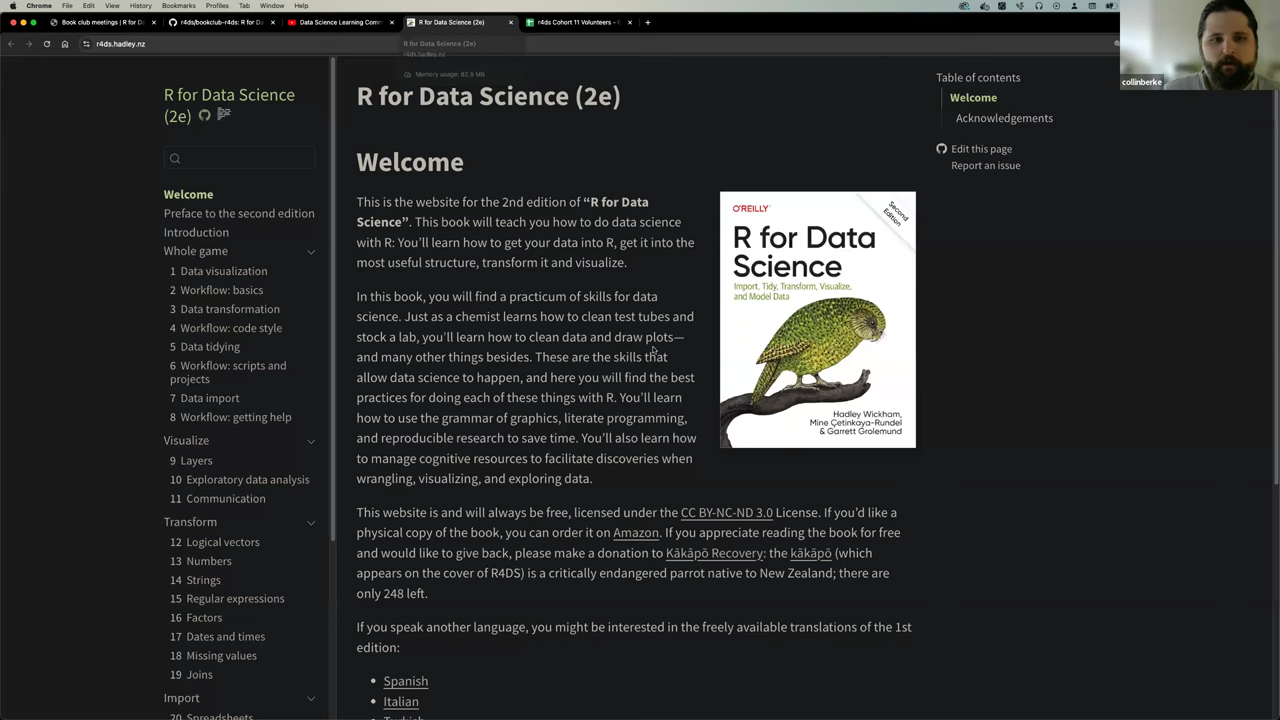 Chrome File Edit View History Bookmarks Profiles Tab Window Help
Book club meetings | R for Da
r4ds/bookclub-r4ds: R for Da
Data Science Learning Comm
R for Data Science (2e)
r4ds Cohort 11 Volunteers - G
r4ds.hadley.nz
R for Data Science (2e)
r4ds.hadley.nz
Memory usage: 82.8 MB
collinberke
R for Data Science
(2e)
Welcome
Preface to the second edition
Introduction
Whole game
1 Data visualization
2 Workflow: basics
3 Data transformation
4 Workflow: code style
5 Data tidying
6 Workflow: scripts and
projects
7 Data import
8 Workflow: getting help
Visualize
9 Layers
10 Exploratory data analysis
11 Communication
Transform
12 Logical vectors
13 Numbers
14 Strings
15 Regular expressions
16 Factors
17 Dates and times
18 Missing values
19 Joins
Import
20 Spreadsheets
R for Data Science (2e)
Welcome
This is the website for the 2nd edition of “R for Data
Science”. This book will teach you how to do data science
with R: You’ll learn how to get your data into R, get it into the
most useful structure, transform it and visualize.
In this book, you will find a practicum of skills for data
science. Just as a chemist learns how to clean test tubes and
stock a lab, you’ll learn how to clean data and draw plots—
and many other things besides. These are the skills that
allow data science to happen, and here you will find the best
practices for doing each of these things with R. You’ll learn
how to use the grammar of graphics, literate programming,
and reproducible research to save time. You’ll also learn how
to manage cognitive resources to facilitate discoveries when
wrangling, visualizing, and exploring data.
O'REILLY
Second
Edition
R for Data
Science
Import, Tidy, Transform, Visualize,
and Model Data
Hadley Wickham,
Mine Çetinkaya-Rundel
& Garrett Grolemund
This website is and will always be free, licensed under the CC BY-NC-ND 3.0 License. If you’d like a
physical copy of the book, you can order it on Amazon. If you appreciate reading the book for free
and would like to give back, please make a donation to Kākāpō Recovery: the kākāpō (which
appears on the cover of R4DS) is a critically endangered parrot native to New Zealand; there are
only 248 left.
If you speak another language, you might be interested in the freely available translations of the 1st
edition:
Spanish
Italian
Turkish
Table of contents
Welcome
Acknowledgements
Edit this page
Report an issue